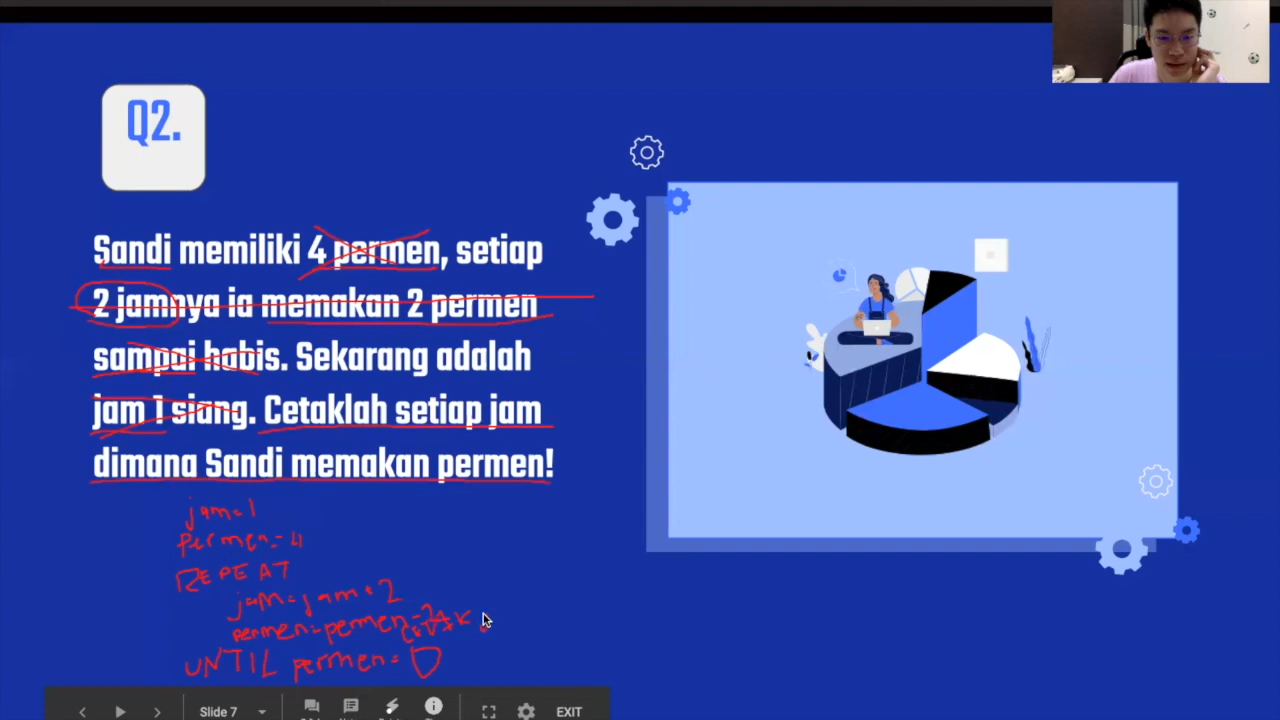 Q2.
Sandi memiliki 4 permen, setiap
2 jamnya ia memakan 2 permen
sampai habis. Sekarang adalah
jam 1 siang. Cetaklah setiap jam
dimana Sandi memakan permen!
jam=1
permen=4
REPEAT
jam=jam+2
permen=permen-2
UNTIL permen=0
Slide 7
EXIT